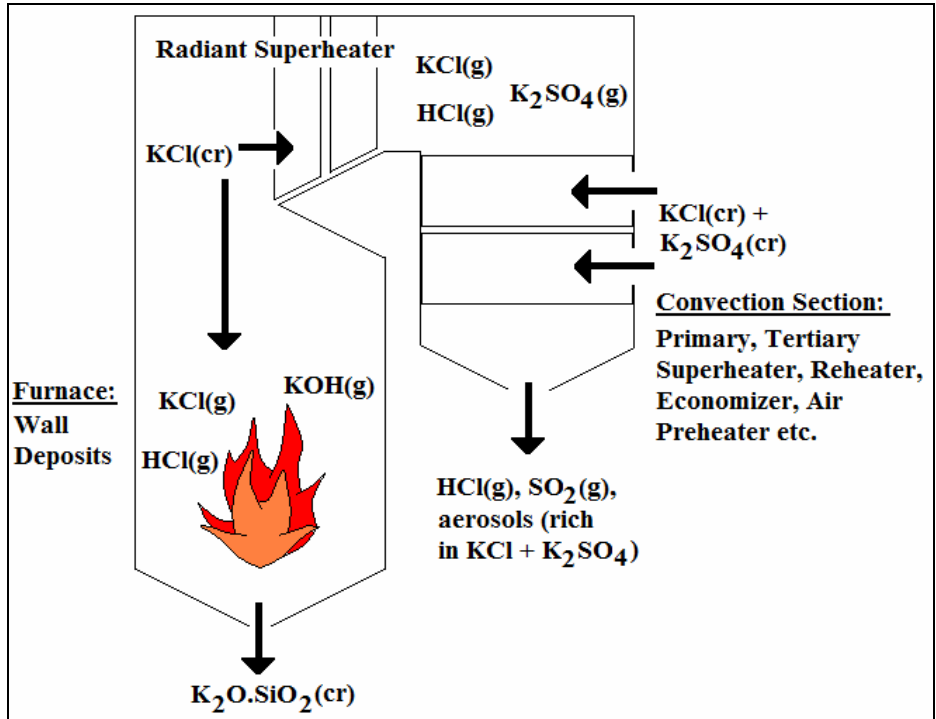 Radiant Superheater
KCl(g)
K₂SO₄(g)
HCl(g)
KCl(cr)
KCl(cr) +
K₂SO₄(cr)
Convection Section:
Primary, Tertiary
Superheater, Reheater,
Economizer, Air
Preheater etc.
Furnace:
Wall
Deposits
KCl(g)
KOH(g)
HCl(g)
HCl(g), SO₂(g),
aerosols (rich
in KCl + K₂SO₄)
K₂O.SiO₂(cr)